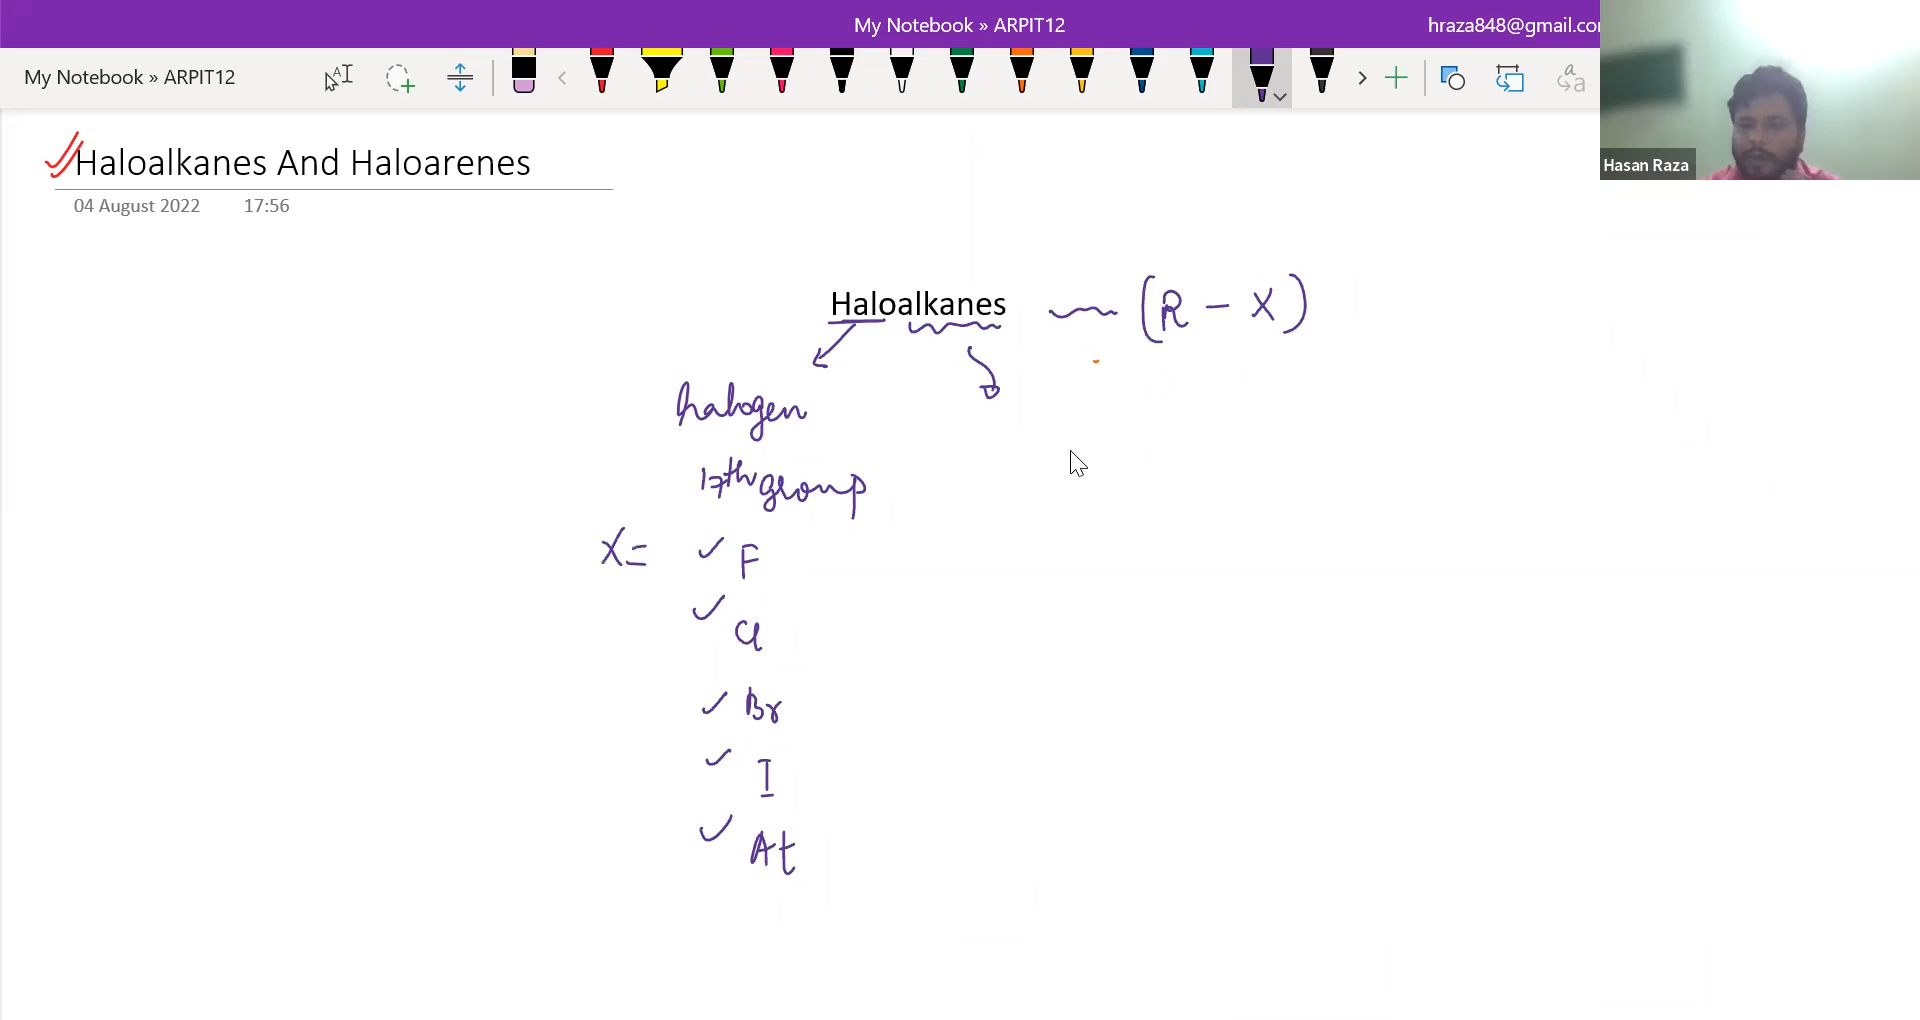 My Notebook » ARPIT12
hraza848@gmail.co
My Notebook » ARPIT12
Haloalkanes And Haloarenes
04 August 2022 17:56
Hasan Raza
Haloalkanes (R - X)
halogen
17th group
X = F
Cl
Br
I
At